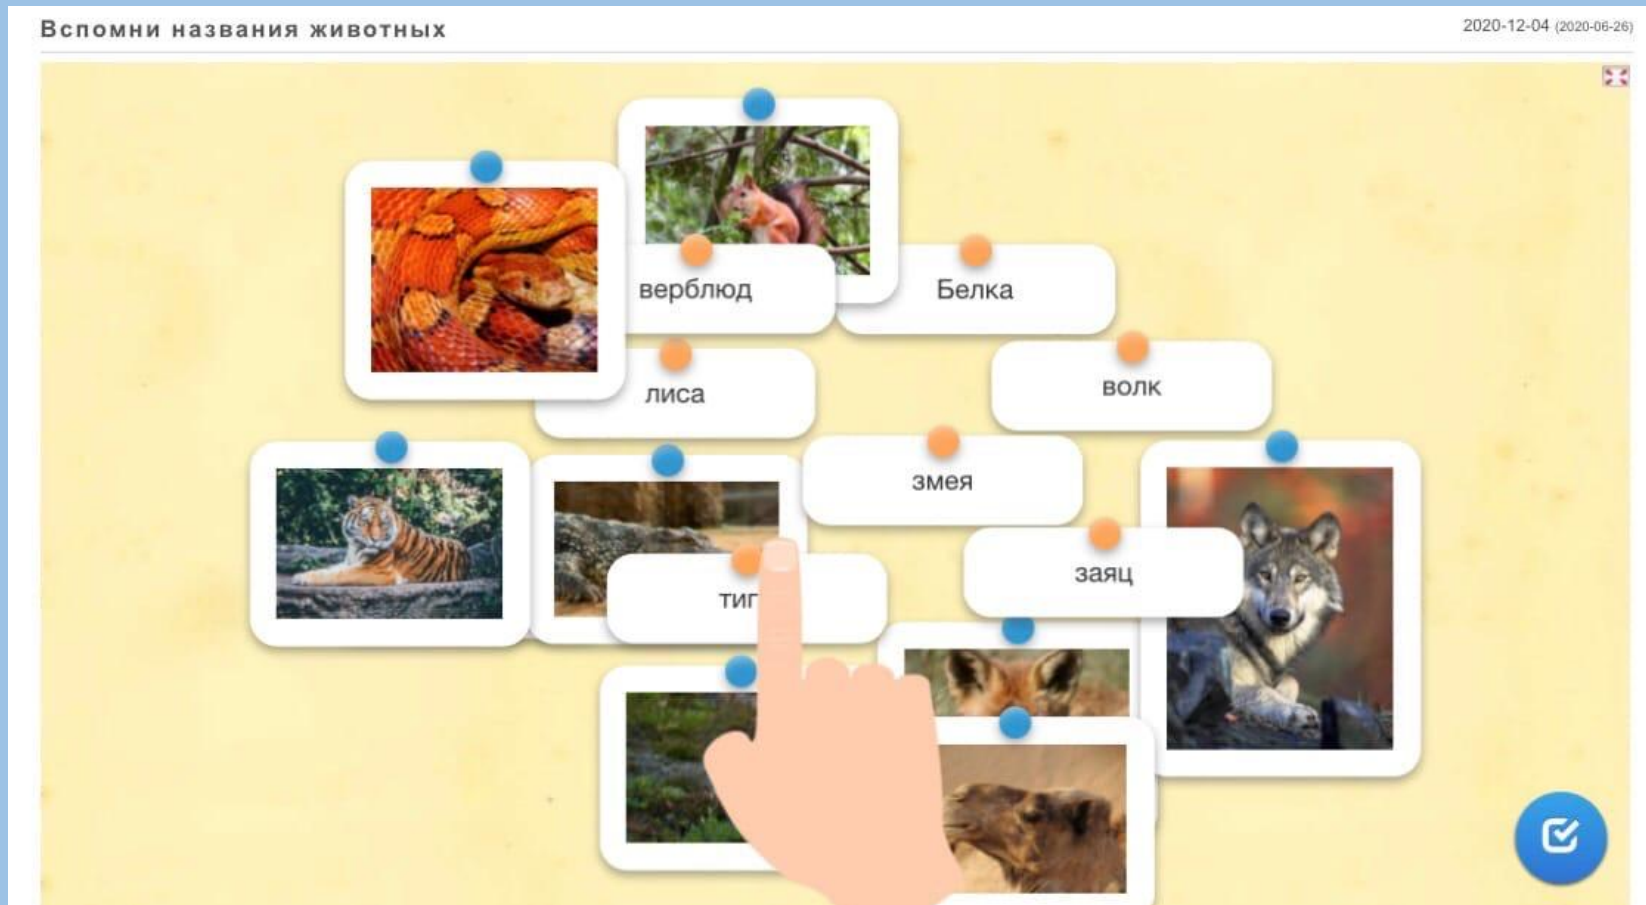 Вспомни названия животных
2020-12-04 (2020-06-26)
верблюд
Белка
лиса
волк
змея
заяц